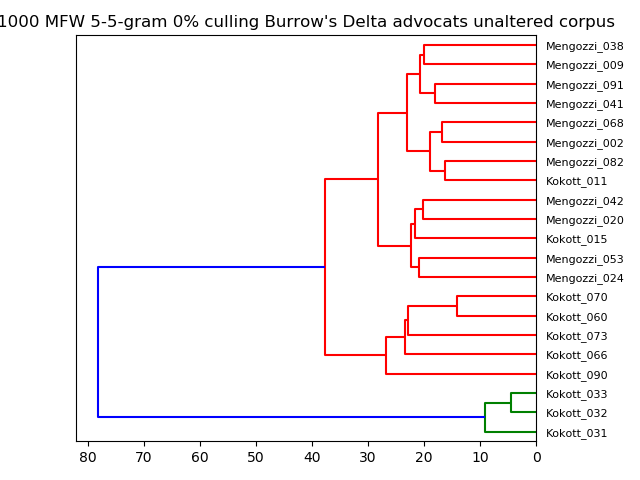 1000 MFW 5-5-gram 0% culling Burrow's Delta advocats unaltered corpus
Mengozzi_038
Mengozzi_009
Mengozzi_091
Mengozzi_041
Mengozzi_068
Mengozzi_002
Mengozzi_082
Kokott_011
Mengozzi_042
Mengozzi_020
Kokott_015
Mengozzi_053
Mengozzi_024
Kokott_070
Kokott_060
Kokott_073
Kokott_066
Kokott_090
Kokott_033
Kokott_032
Kokott_031
80 70 60 50 40 30 20 10 0